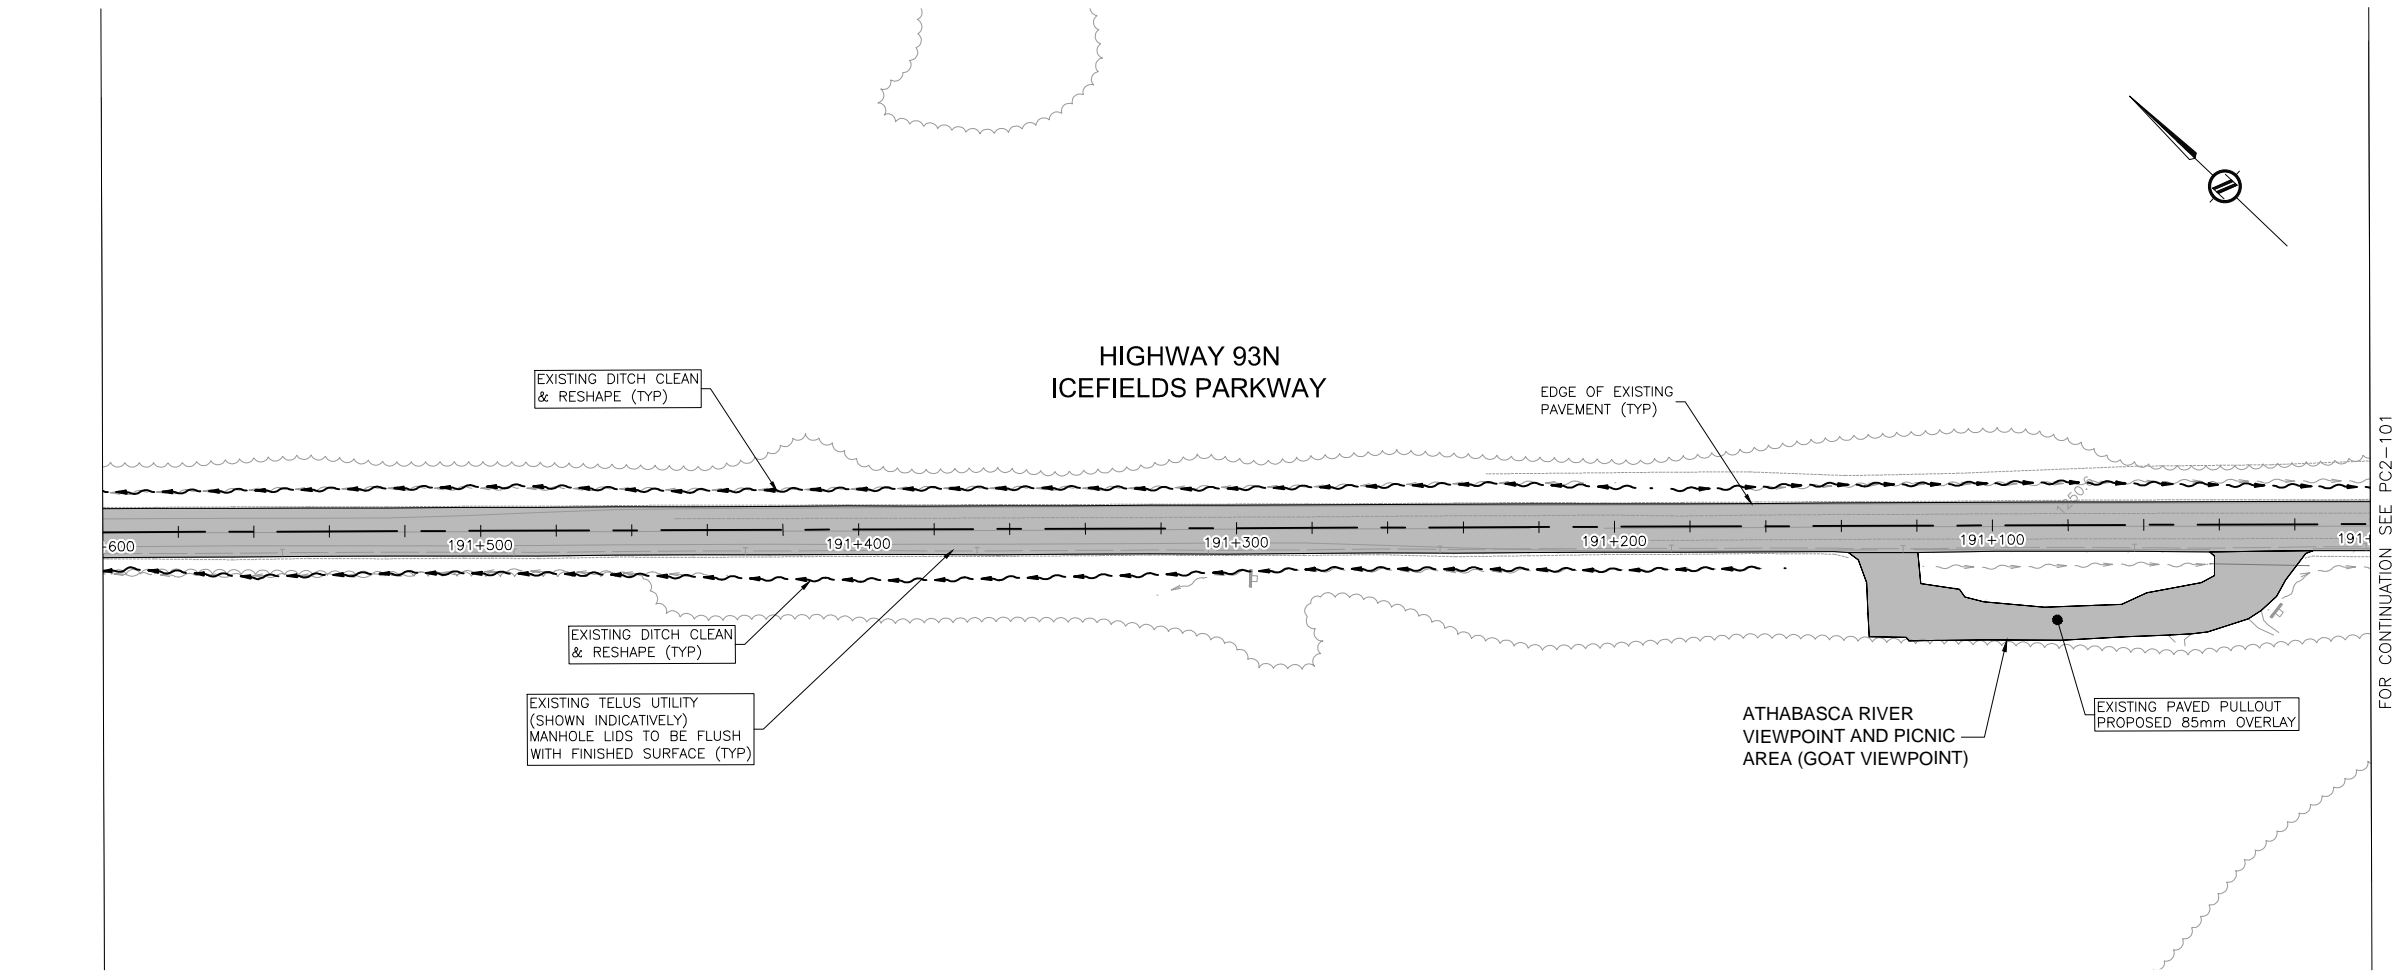 HIGHWAY 93N
ICEFIELDS PARKWAY
EXISTING DITCH CLEAN
& RESHAPE (TYP)
EDGE OF EXISTING
PAVEMENT (TYP)
-600
191+500
191+400
191+300
191+200
191+100
191+
EXISTING DITCH CLEAN
& RESHAPE (TYP)
EXISTING TELUS UTILITY
(SHOWN INDICATIVELY)
MANHOLE LIDS TO BE FLUSH
WITH FINISHED SURFACE (TYP)
ATHABASCA RIVER
VIEWPOINT AND PICNIC
AREA (GOAT VIEWPOINT)
EXISTING PAVED PULLOUT
PROPOSED 85mm OVERLAY
FOR CONTINUATION SEE PC2-101